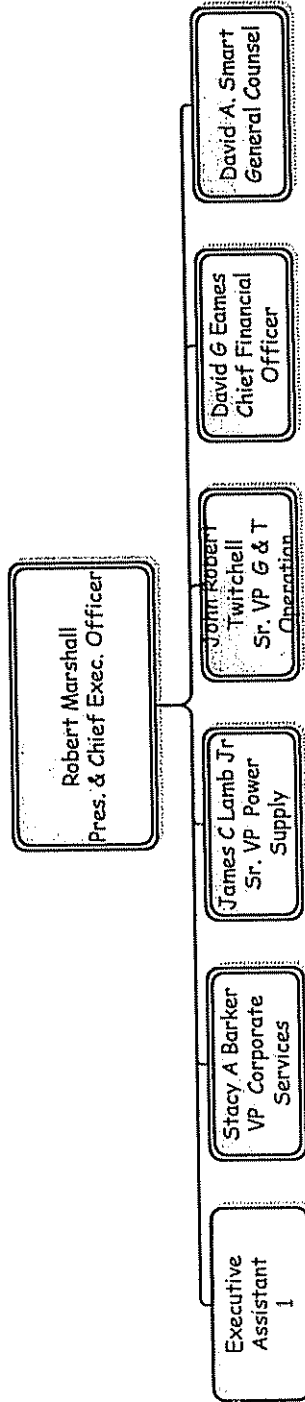 Robert Marshall
Pres. & Chief Exec. Officer
Executive
Assistant
1
Stacy A Barker
VP Corporate
Services
James C Lamb Jr
Sr. VP Power
Supply
John Robert
Twitchell
Sr. VP G & T
Operation
David G Eames
Chief Financial
Officer
David A. Smart
General Counsel